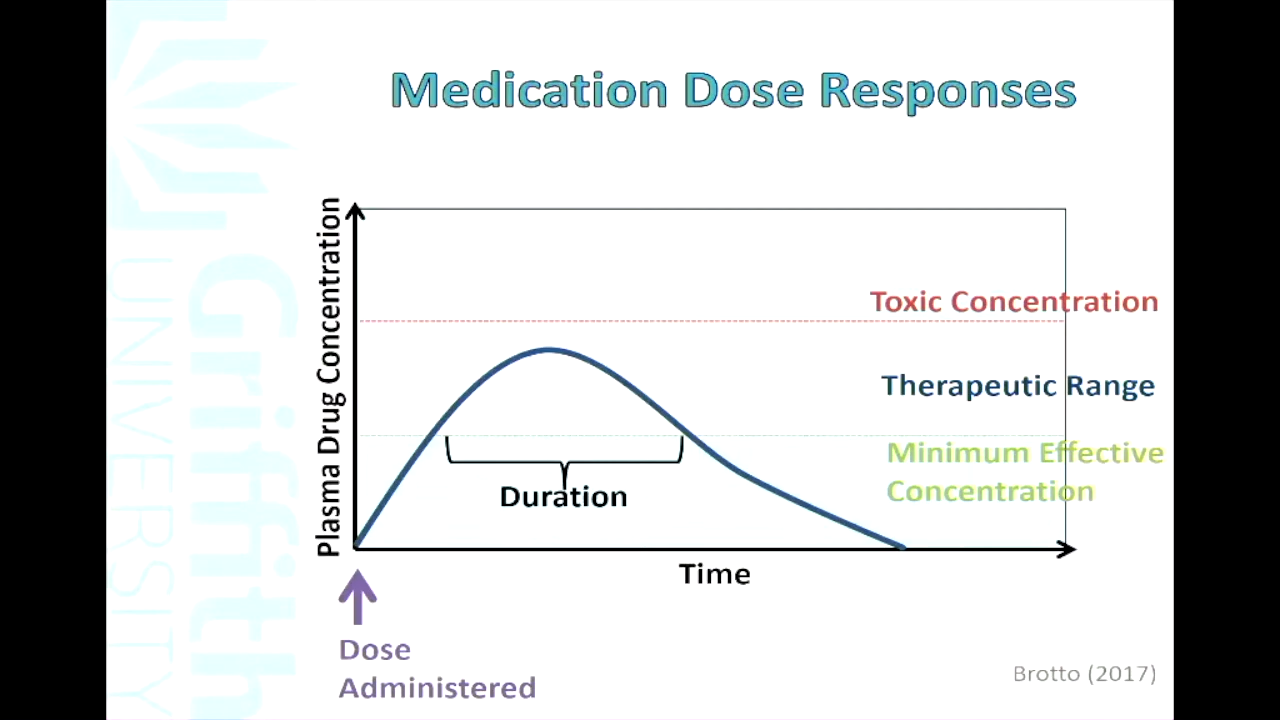 Medication Dose Responses
Plasma Drug Concentration
Toxic Concentration
Therapeutic Range
Minimum Effective
Concentration
Duration
Time
Dose
Administered
Brotto (2017)
Griffith
UNIVERSITY